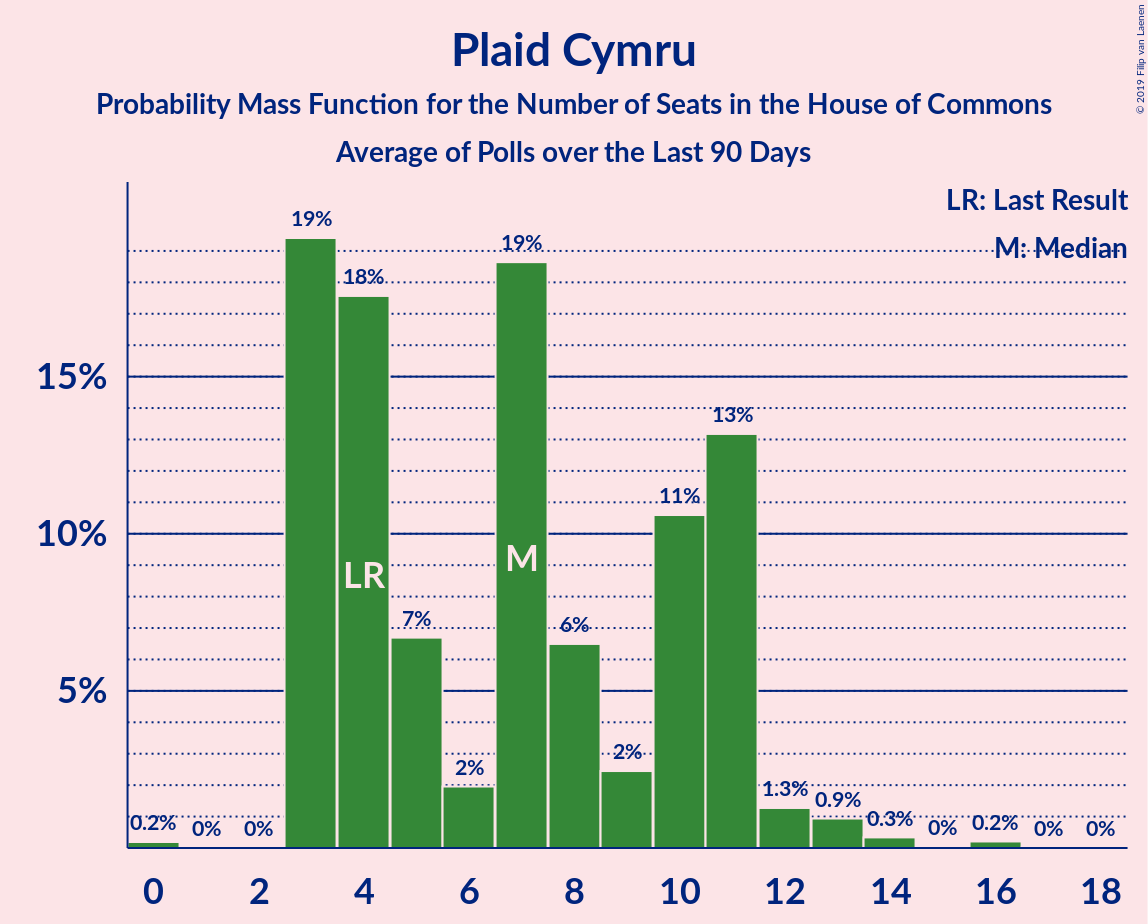 Plaid Cymru
Probability Mass Function for the Number of Seats in the House of Commons
Average of Polls over the Last 90 Days
© 2019 Filip van Laenen
LR: Last Result
M: Median
15%
10%
5%
0.2%
0%
0%
19%
18%
7%
2%
19%
6%
2%
11%
13%
1.3%
0.9%
0.3%
0%
0.2%
0%
0%
LR
M
0 2 4 6 8 10 12 14 16 18